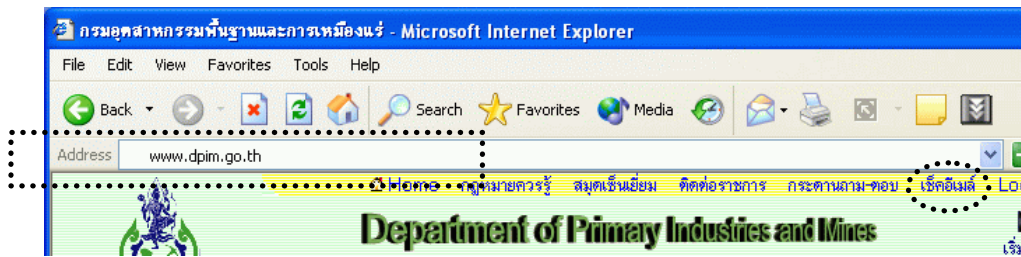 กรมอุตสาหกรรมพื้นฐานและการเหมืองแร่ - Microsoft Internet Explorer
File Edit View Favorites Tools Help
Back Search Favorites Media
Address www.dpim.go.th
Home กฎหมายควรรู้ สมุดเซ็นเยี่ยม ติดต่อราชการ กระดานถาม-ตอบ เช็คอีเมล์
Department of Primary Industries and Mines